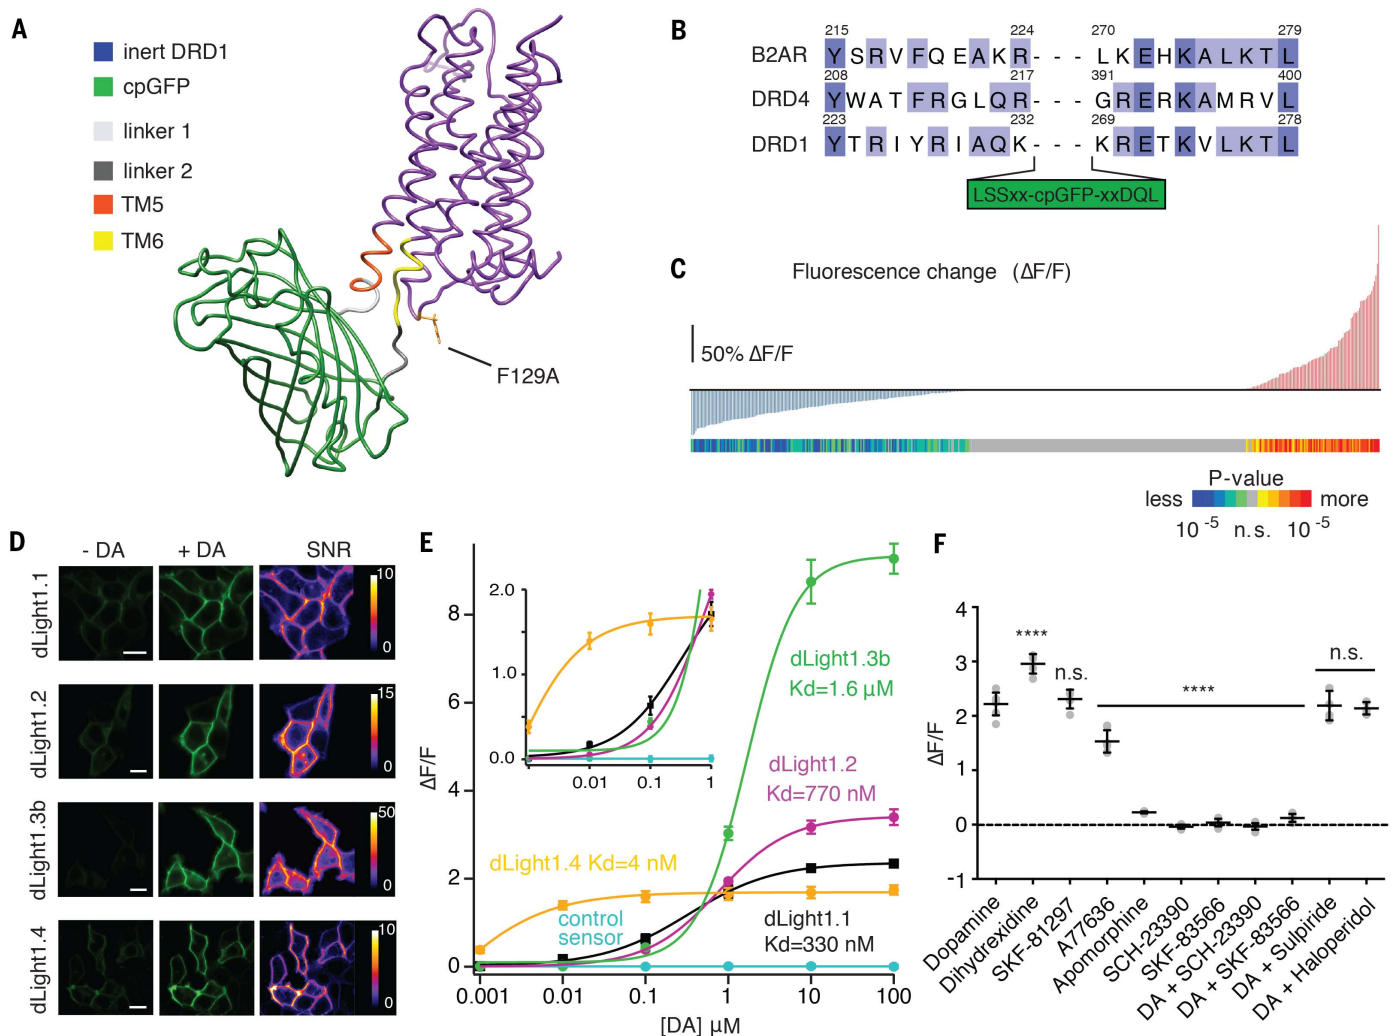 A
inert DRD1
cpGFP
linker 1
linker 2
TM5
TM6
F129A
B
215 224 270 279
B2AR Y S R V F Q E A K R - - - L K E H K A L K T L
208 217 391 400
DRD4 Y W A T F R G L Q R - - - G R E R K A M R V L
223 232 269 278
DRD1 Y T R I Y R I A Q K - - - K R E T K V L K T L
LSSxx-cpGFP-xxDQL
C
Fluorescence change (ΔF/F)
50% ΔF/F
P-value
less more
10⁻⁵ n.s. 10⁻⁵
D
- DA + DA SNR
dLight1.1
10
0
dLight1.2
15
0
dLight1.3b
50
0
dLight1.4
10
0
E
ΔF/F
8
6
4
2
0
2.0
1.0
0.0
0.01 0.1 1
dLight1.3b
Kd=1.6 μM
dLight1.2
Kd=770 nM
dLight1.4 Kd=4 nM
control
sensor
dLight1.1
Kd=330 nM
0.001 0.01 0.1 1 10 100
[DA] μM
F
ΔF/F
4
3
2
1
0
-1
****
n.s.
****
n.s.
Dopamine
Dihydrexidine
SKF-81297
A77636
Apomorphine
SCH-23390
SKF-83566
DA + SCH-23390
DA + SKF-83566
DA + Sulpiride
DA + Haloperidol